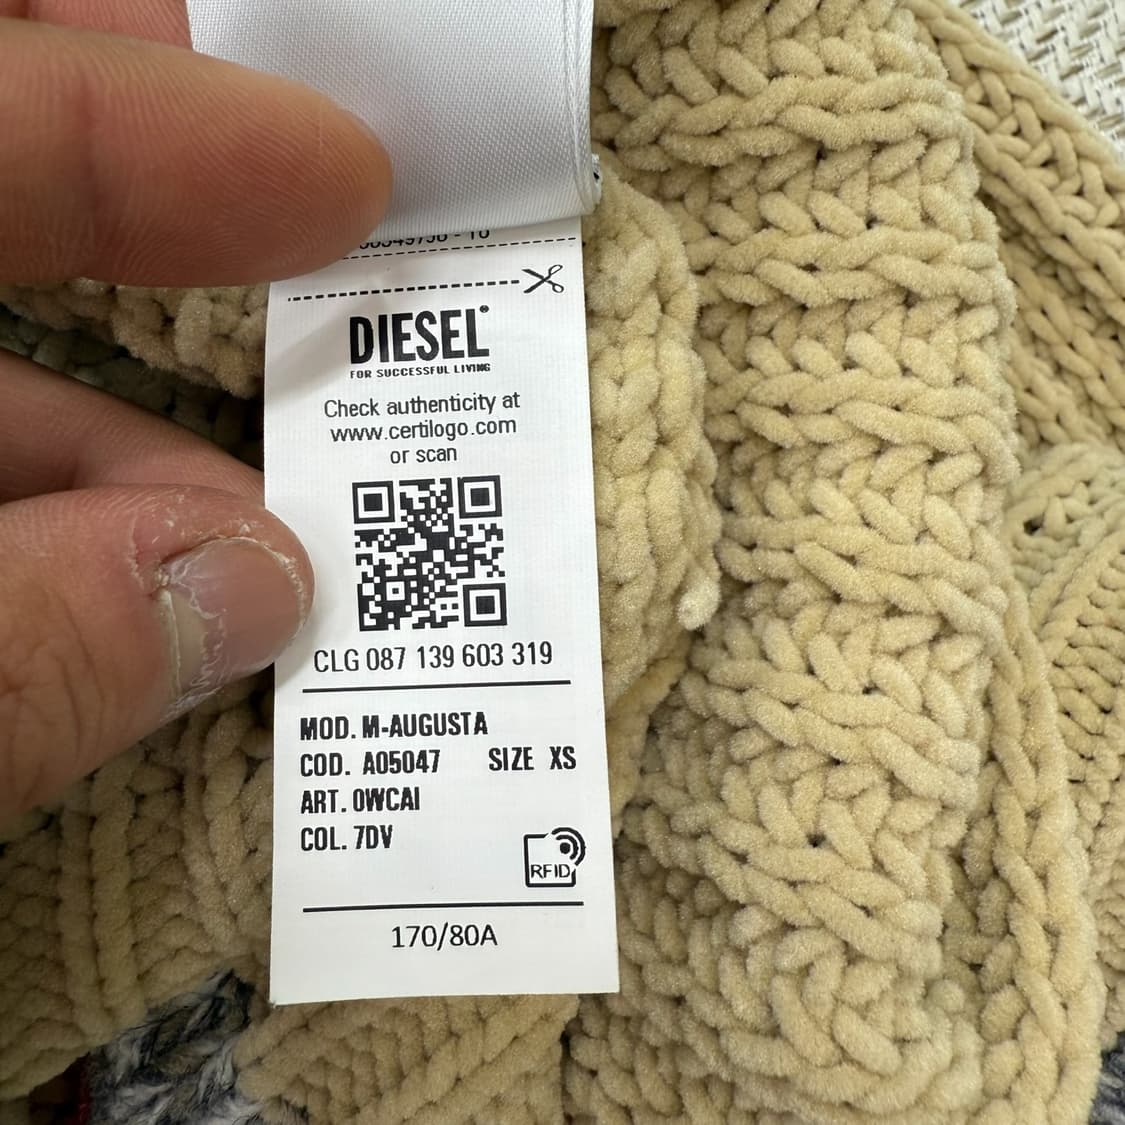 DIESEL
FOR SUCCESSFUL LIVING
Check authenticity at
www.certilogo.com
or scan
CLG 087 139 603 319
MOD. M-AUGUSTA
COD. A05047 SIZE XS
ART. 0WCAI
COL. 7DV
RFID
170/80A